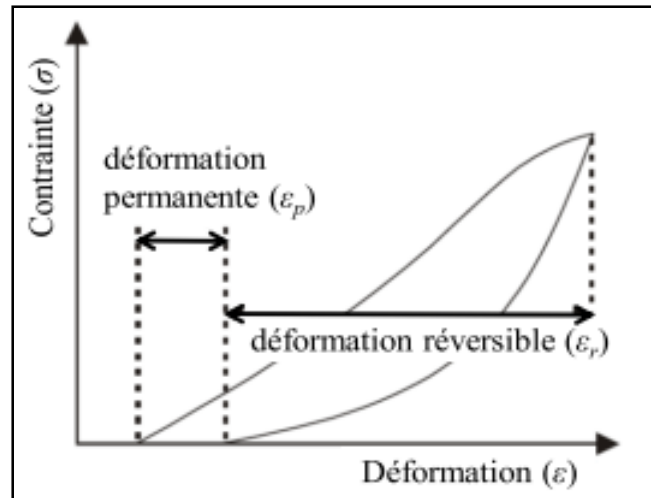 Contrainte (σ)
déformation
permanente (εp)
déformation réversible (εr)
Déformation (ε)